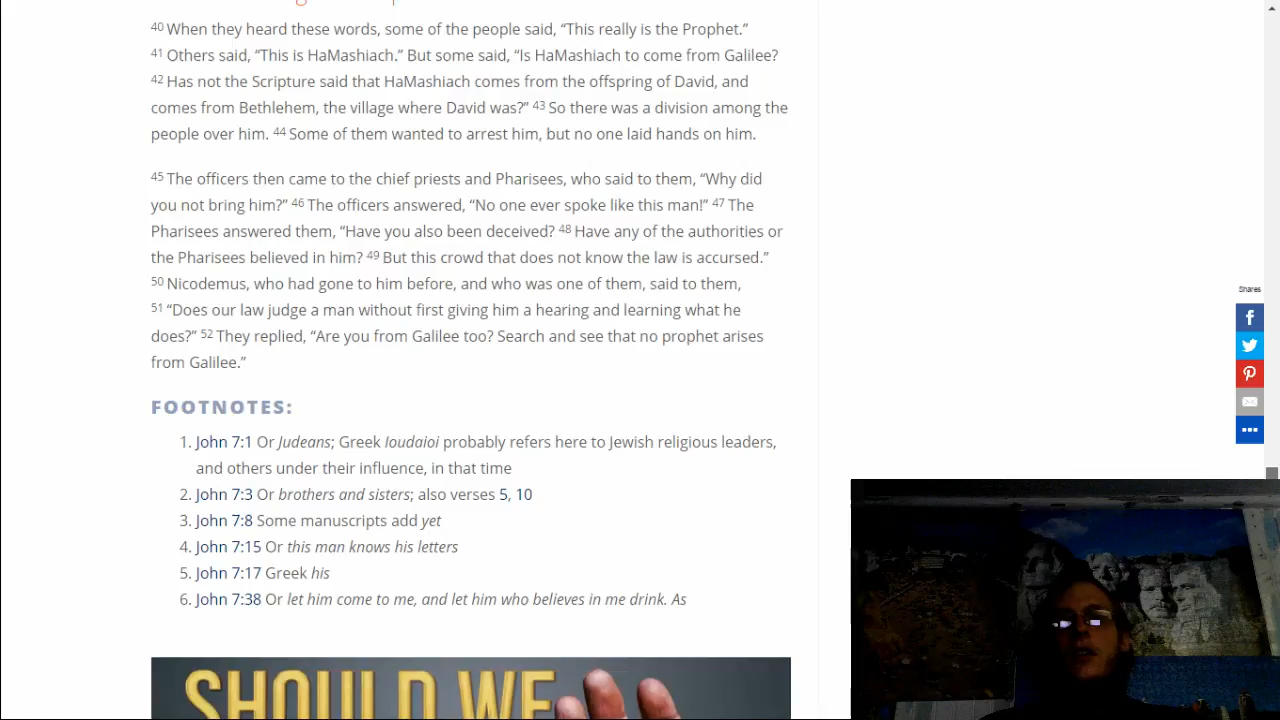 40 When they heard these words, some of the people said, “This really is the Prophet.”
41 Others said, “This is HaMashiach.” But some said, “Is HaMashiach to come from Galilee?
42 Has not the Scripture said that HaMashiach comes from the offspring of David, and
comes from Bethlehem, the village where David was?” 43 So there was a division among the
people over him. 44 Some of them wanted to arrest him, but no one laid hands on him.
45 The officers then came to the chief priests and Pharisees, who said to them, “Why did
you not bring him?” 46 The officers answered, “No one ever spoke like this man!” 47 The
Pharisees answered them, “Have you also been deceived? 48 Have any of the authorities or
the Pharisees believed in him? 49 But this crowd that does not know the law is accursed.”
50 Nicodemus, who had gone to him before, and who was one of them, said to them,
51 “Does our law judge a man without first giving him a hearing and learning what he
does?” 52 They replied, “Are you from Galilee too? Search and see that no prophet arises
from Galilee.”
FOOTNOTES:
1. John 7:1 Or Judeans; Greek Ioudaioi probably refers here to Jewish religious leaders,
and others under their influence, in that time
2. John 7:3 Or brothers and sisters; also verses 5, 10
3. John 7:8 Some manuscripts add yet
4. John 7:15 Or this man knows his letters
5. John 7:17 Greek his
6. John 7:38 Or let him come to me, and let him who believes in me drink. As
SHOULD WE
Shares